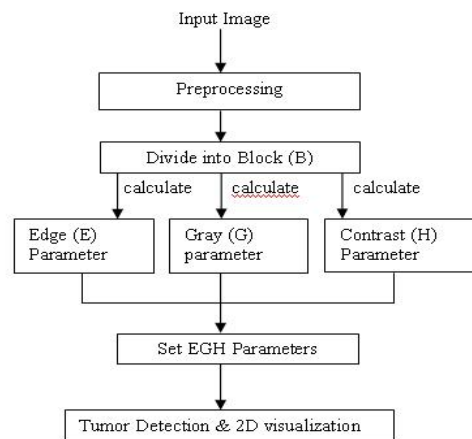 Input Image
Preprocessing
Divide into Block (B)
calculate
calculate
calculate
Edge (E)
Parameter
Gray (G)
parameter
Contrast (H)
Parameter
Set EGH Parameters
Tumor Detection & 2D visualization